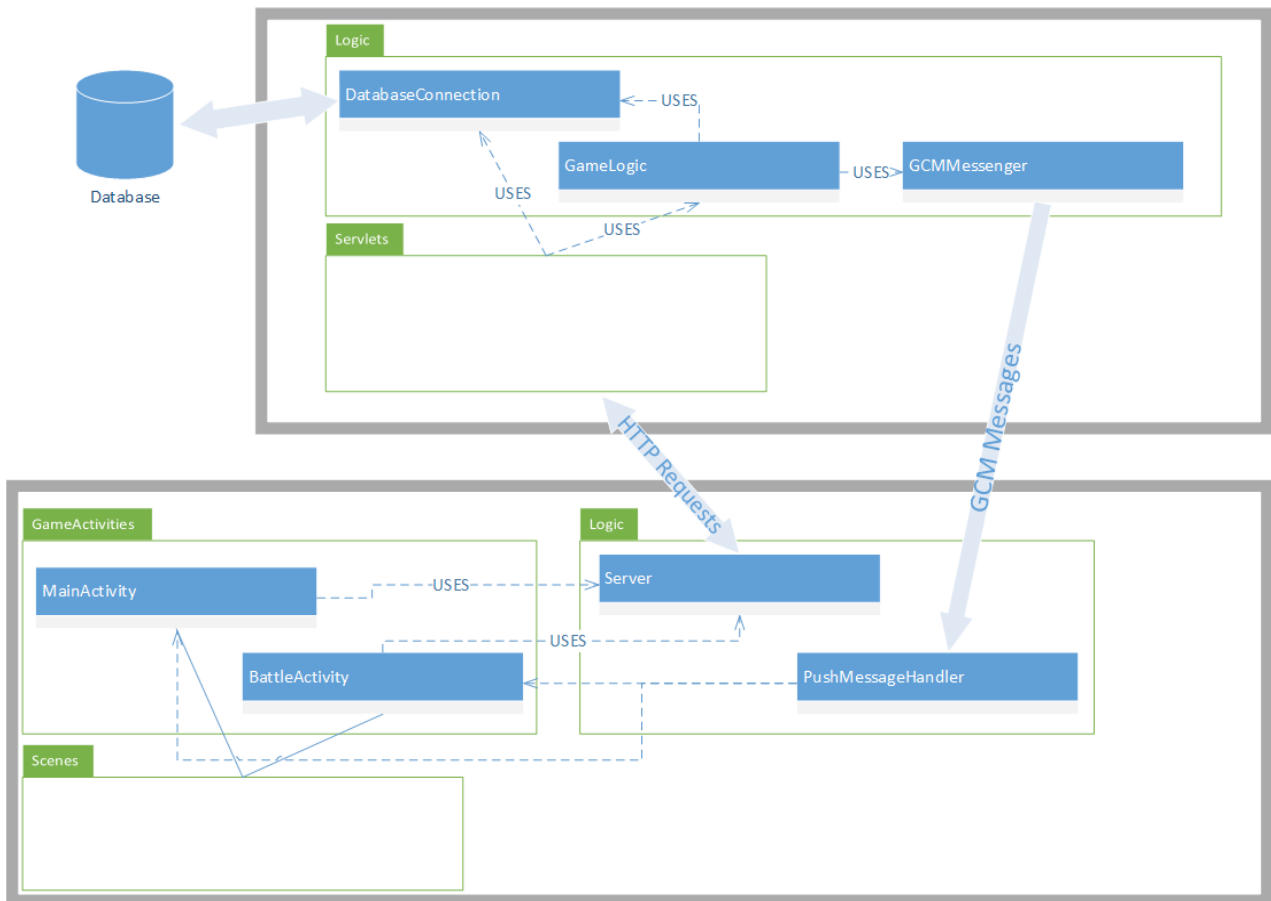 Logic
DatabaseConnection
USES
GameLogic
USES
GCMMessenger
Database
USES
USES
Servlets
HTTP Requests
GCM Messages
GameActivities
Logic
MainActivity
USES
Server
USES
BattleActivity
PushMessageHandler
Scenes